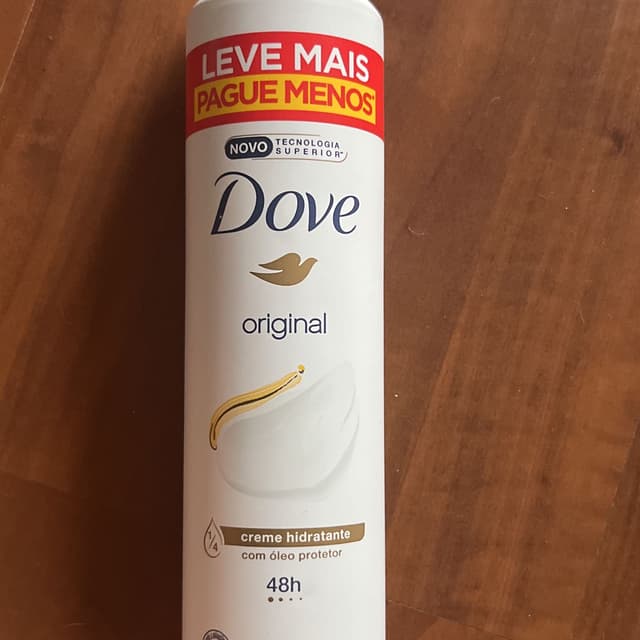 LEVE MAIS
PAGUE MENOS*
NOVO TECNOLOGIA SUPERIOR**
Dove
original
1/4
creme hidratante
com óleo protetor
48h